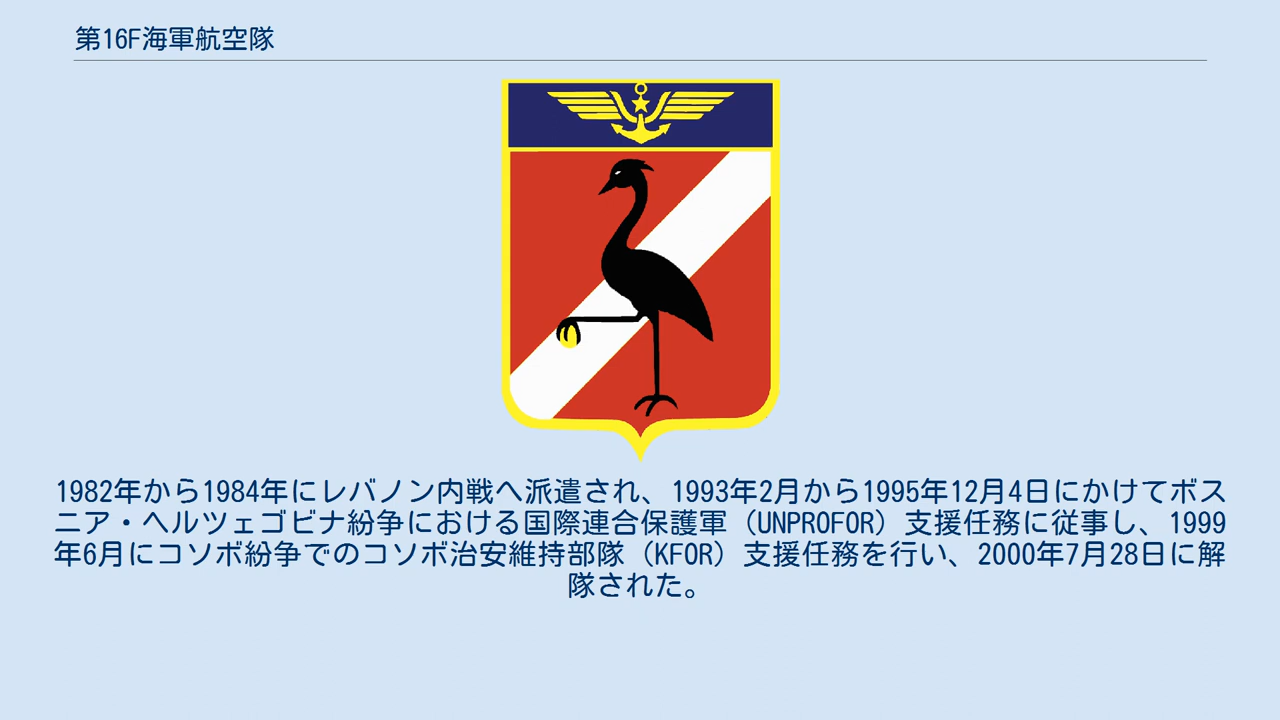 第16F海軍航空隊
1982年から1984年にレバノン内戦へ派遣され、1993年2月から1995年12月4日にかけてボス
ニア・ヘルツェゴビナ紛争における国際連合保護軍（UNPROFOR）支援任務に従事し、1999
年6月にコソボ紛争でのコソボ治安維持部隊（KFOR）支援任務を行い、2000年7月28日に解
隊された。